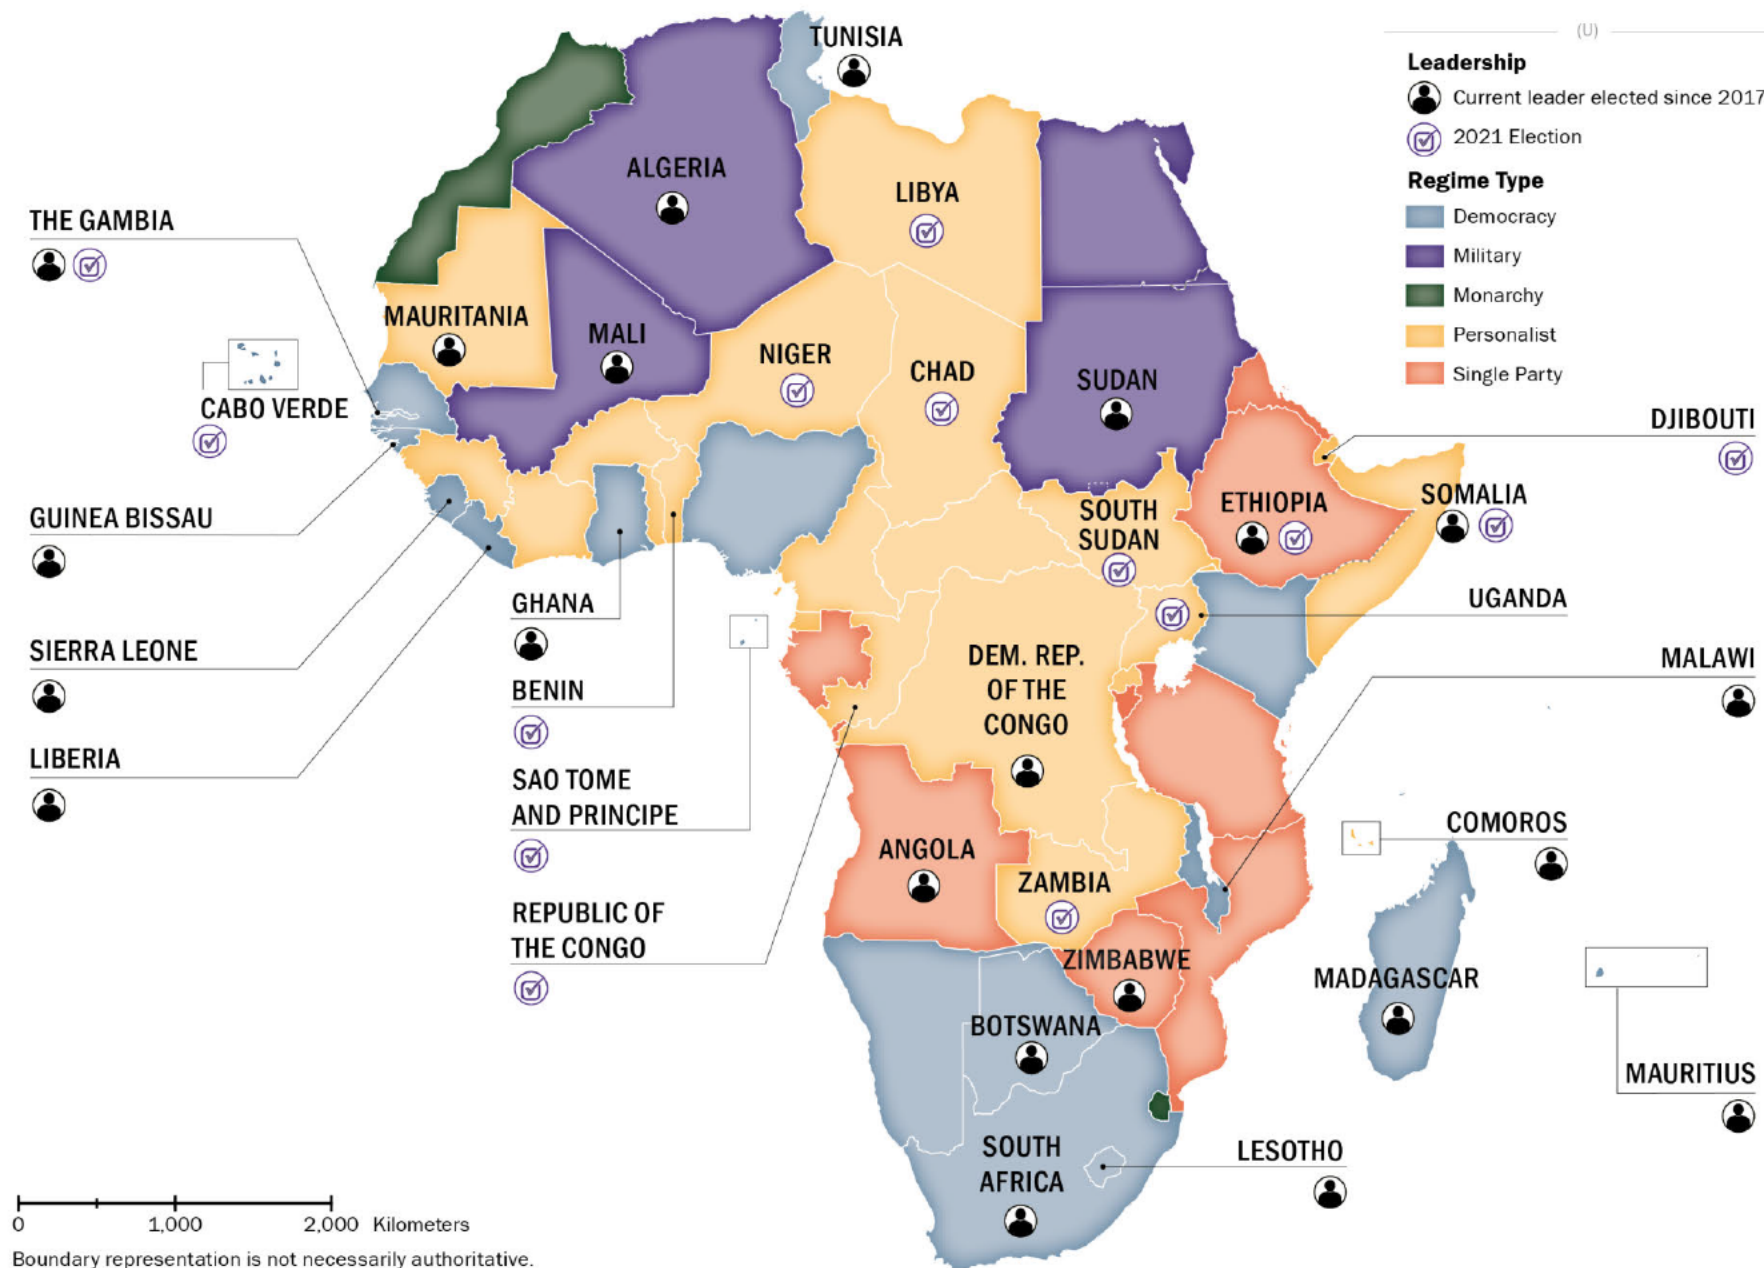 (U)
Leadership
Current leader elected since 2017
2021 Election
Regime Type
Democracy
Military
Monarchy
Personalist
Single Party
TUNISIA
ALGERIA
LIBYA
THE GAMBIA
MAURITANIA
MALI
NIGER
CHAD
SUDAN
CABO VERDE
DJIBOUTI
GUINEA BISSAU
SOUTH
SUDAN
ETHIOPIA
SOMALIA
GHANA
UGANDA
SIERRA LEONE
BENIN
DEM. REP.
OF THE
CONGO
MALAWI
LIBERIA
SAO TOME
AND PRINCIPE
ANGOLA
ZAMBIA
COMOROS
REPUBLIC OF
THE CONGO
ZIMBABWE
MADAGASCAR
BOTSWANA
MAURITIUS
SOUTH
AFRICA
LESOTHO
0 1,000 2,000 Kilometers
Boundary representation is not necessarily authoritative.